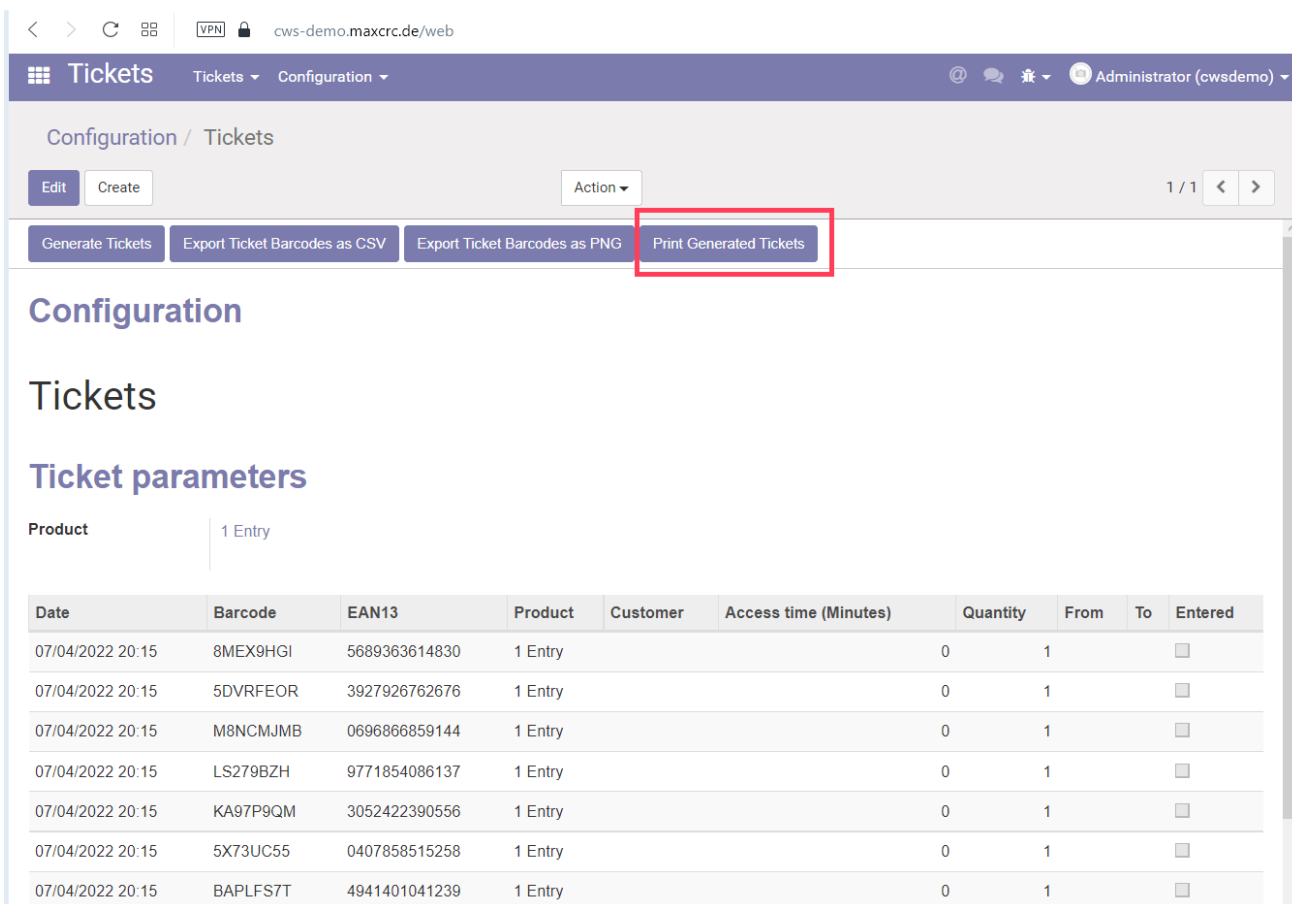 VPN cws-demo.maxcrc.de/web
Tickets Tickets Configuration @ Administrator (cwsdemo)
Configuration / Tickets
Edit Create Action 1 / 1
Generate Tickets Export Ticket Barcodes as CSV Export Ticket Barcodes as PNG Print Generated Tickets
Configuration
Tickets
Ticket parameters
Product 1 Entry
Date Barcode EAN13 Product Customer Access time (Minutes) Quantity From To Entered
07/04/2022 20:15 8MEX9HGI 5689363614830 1 Entry 0 1
07/04/2022 20:15 5DVRFEOR 3927926762676 1 Entry 0 1
07/04/2022 20:15 M8NCMJMB 0696866859144 1 Entry 0 1
07/04/2022 20:15 LS279BZH 9771854086137 1 Entry 0 1
07/04/2022 20:15 KA97P9QM 3052422390556 1 Entry 0 1
07/04/2022 20:15 5X73UC55 0407858515258 1 Entry 0 1
07/04/2022 20:15 BAPLFS7T 4941401041239 1 Entry 0 1